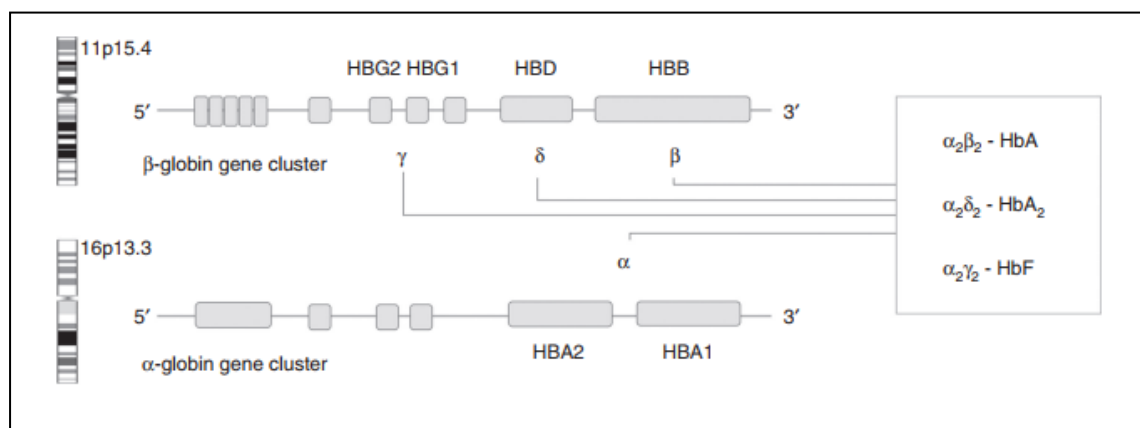 11p15.4
HBG2 HBG1 HBD HBB
5′ 3′
β-globin gene cluster
γ δ β
α₂β₂ - HbA
α₂δ₂ - HbA₂
α₂γ₂ - HbF
16p13.3
α
5′ 3′
HBA2 HBA1
α-globin gene cluster